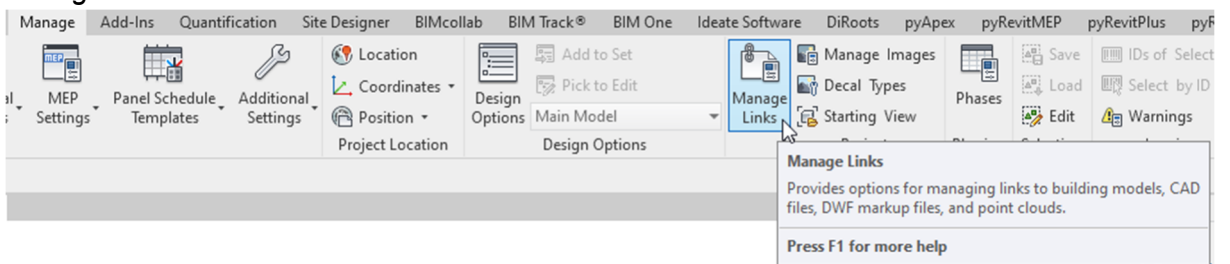 Manage Add-Ins Quantification Site Designer BIMcollab BIM Track® BIM One Ideate Software DiRoots pyApex pyRevitMEP pyRevitPlus
MEP Settings
Panel Schedule Templates
Additional Settings
Location
Coordinates
Position
Project Location
Design Options
Add to Set
Pick to Edit
Main Model
Design Options
Manage Links
Manage Images
Decal Types
Starting View
Phases
Save
Load
Edit
IDs of Select
Select by ID
Warnings
Manage Links
Provides options for managing links to building models, CAD
files, DWF markup files, and point clouds.
Press F1 for more help